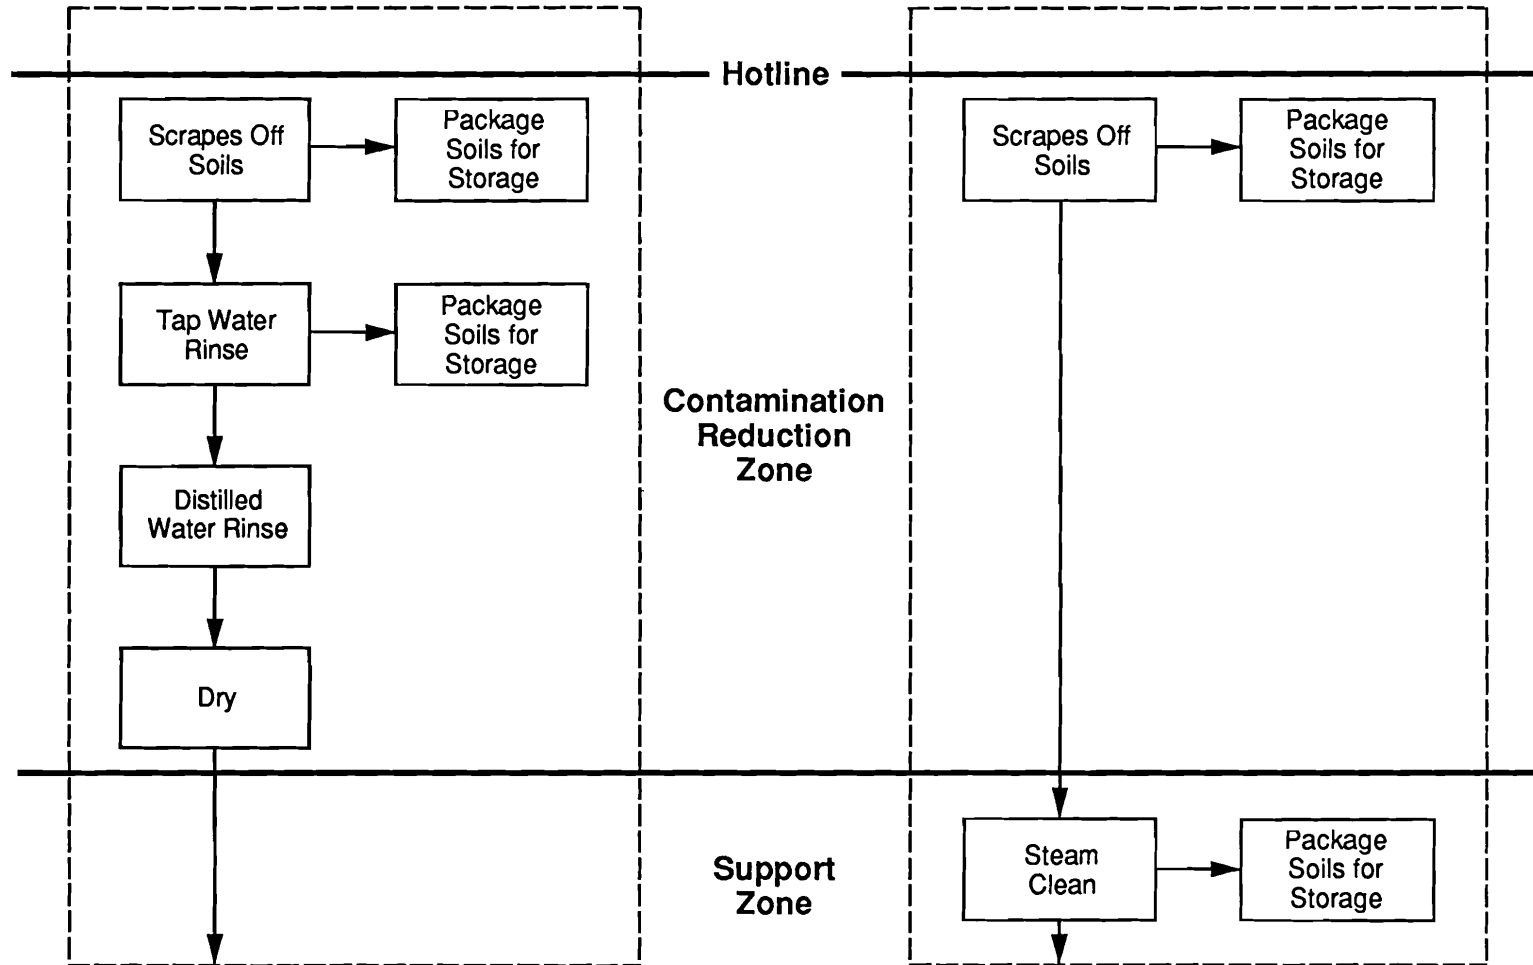 Hotline
Scrapes Off
Soils
Package
Soils for
Storage
Tap Water
Rinse
Package
Soils for
Storage
Distilled
Water Rinse
Dry
Contamination
Reduction
Zone
Scrapes Off
Soils
Package
Soils for
Storage
Support
Zone
Steam
Clean
Package
Soils for
Storage